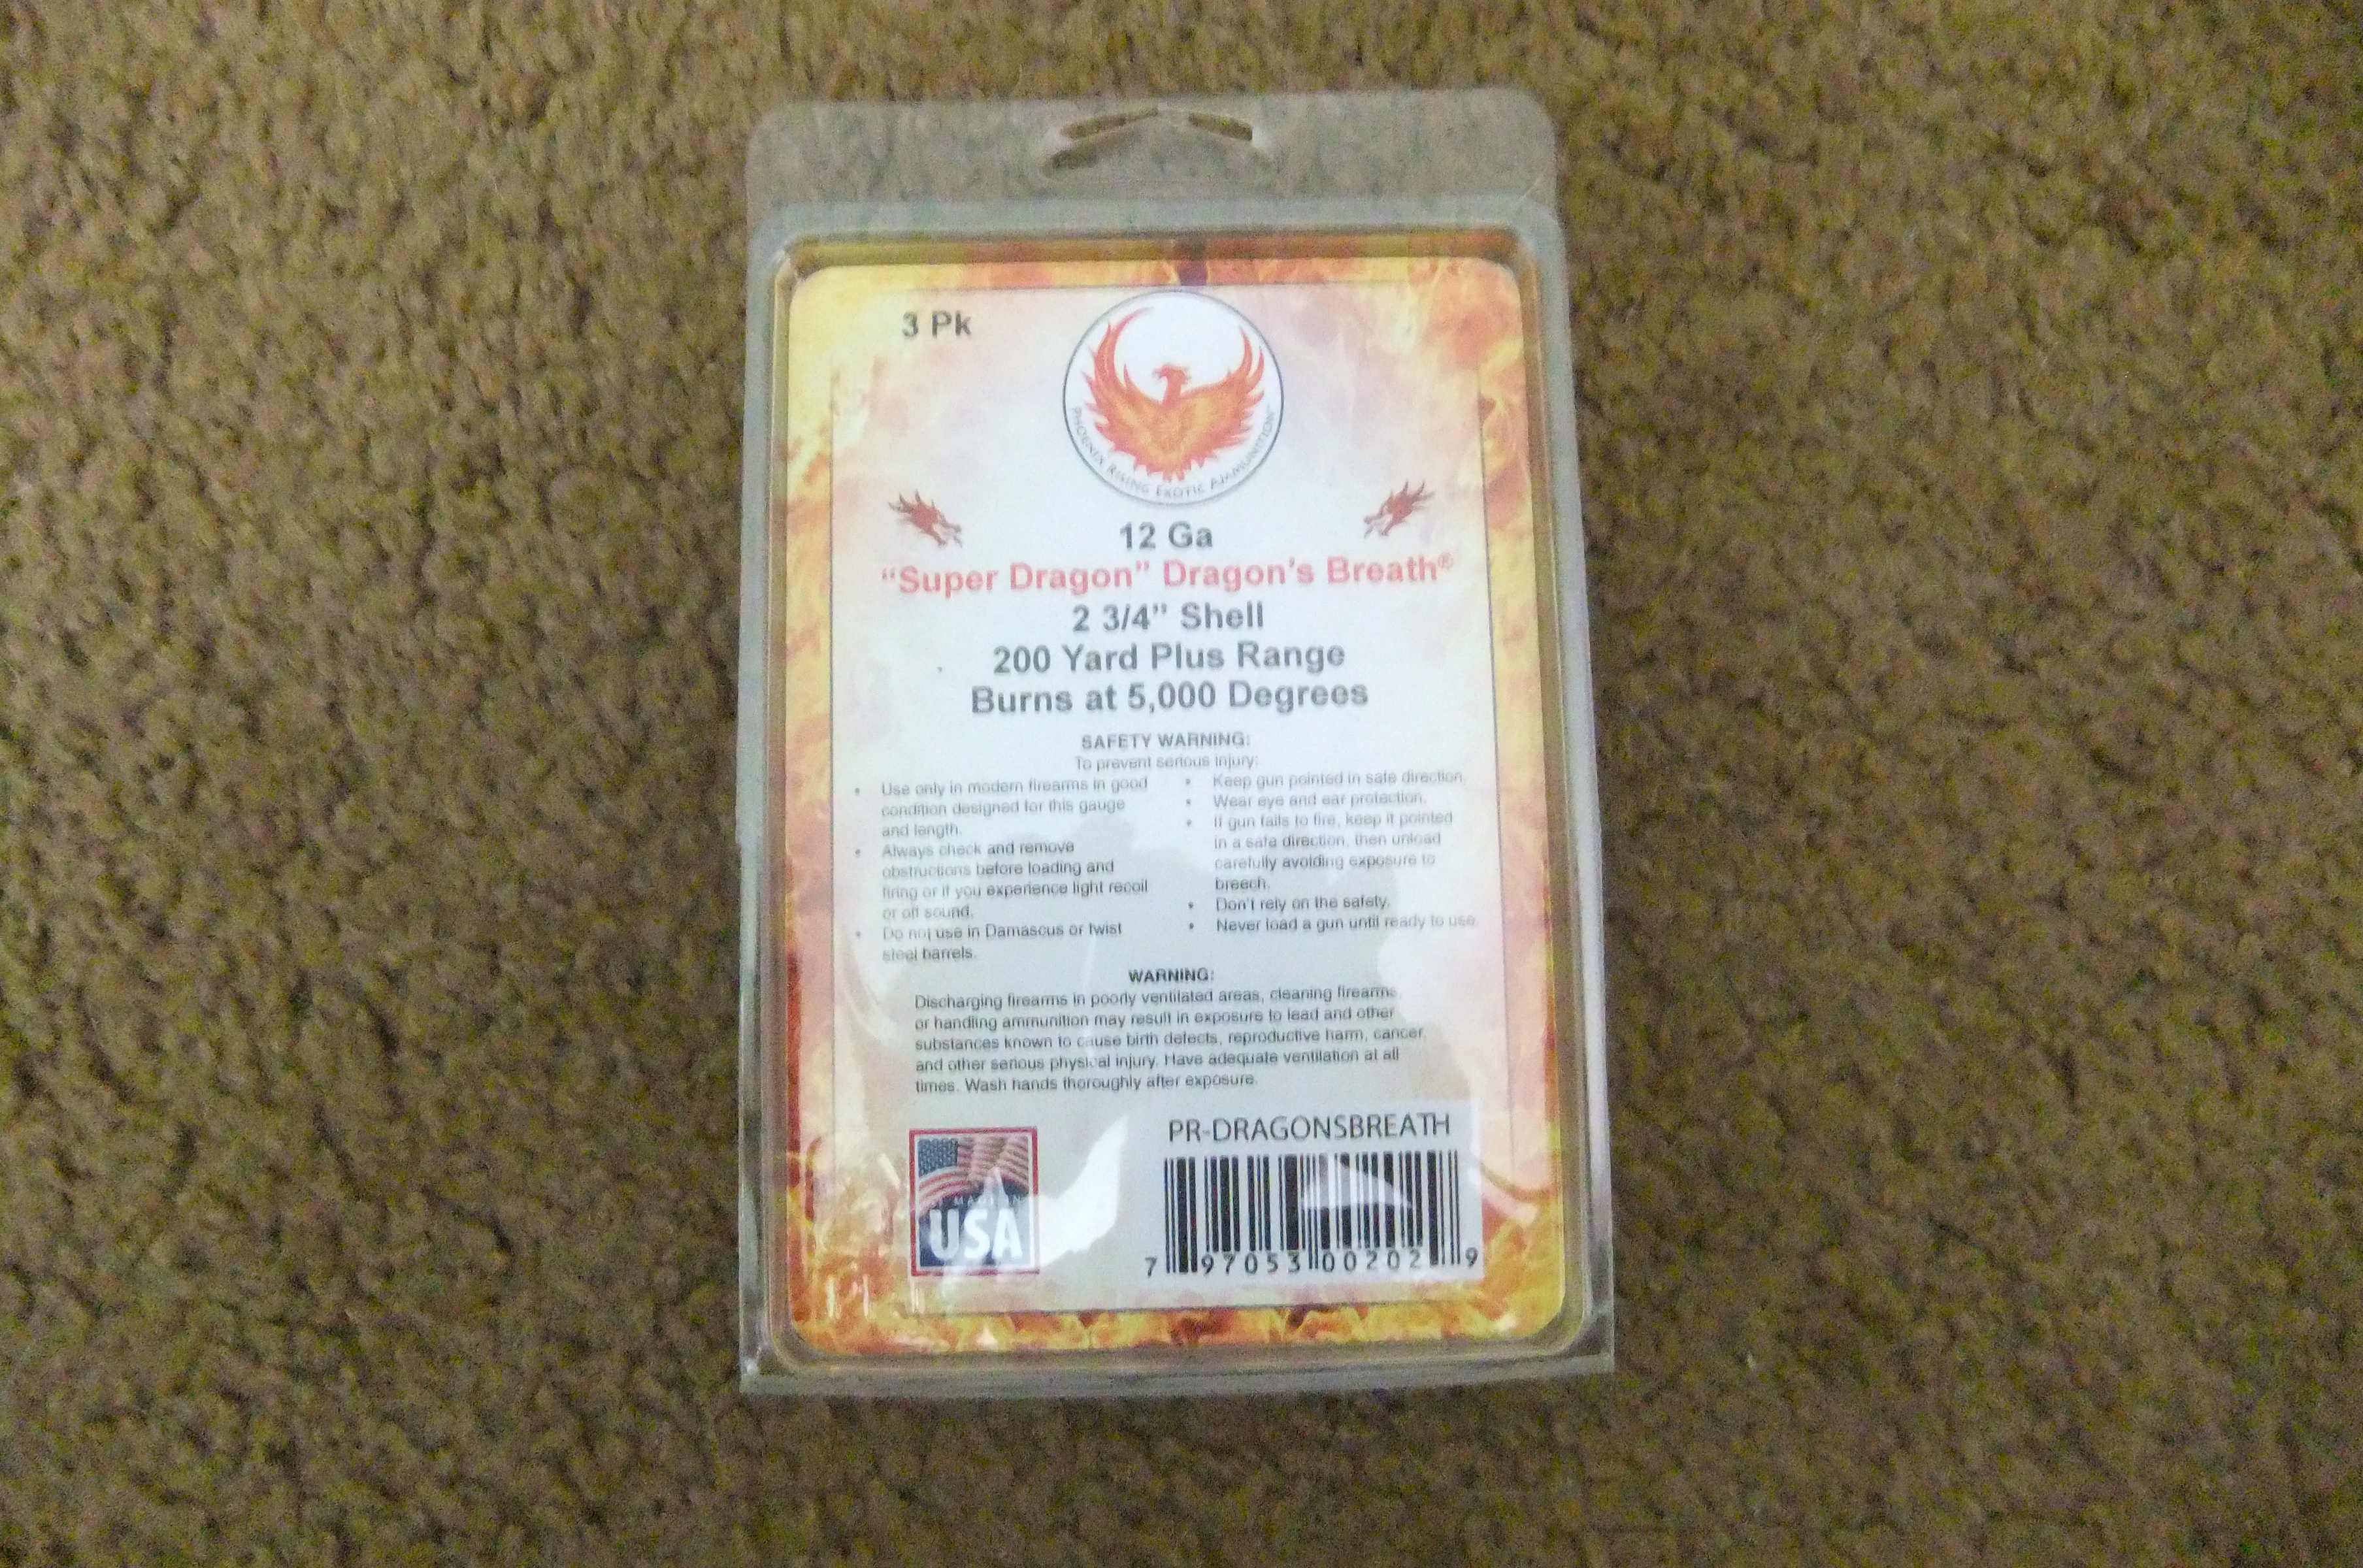 3 Pk
PHOENIX RISING EXOTIC AMMUNITION
12 Ga
“Super Dragon” Dragon's Breath®
2 3/4” Shell
200 Yard Plus Range
Burns at 5,000 Degrees
SAFETY WARNING:
To prevent serious injury:
• Use only in modern firearms in good
condition designed for this gauge
and length.
• Always check and remove
obstructions before loading and
firing or if you experience light recoil
or off sound.
• Do not use in Damascus or twist
steel barrels.
• Keep gun pointed in safe direction.
• Wear eye and ear protection.
• If gun fails to fire, keep it pointed
in a safe direction, then unload
carefully avoiding exposure to
breech.
• Don't rely on the safety.
• Never load a gun until ready to use.
WARNING:
Discharging firearms in poorly ventilated areas, cleaning firearms
or handling ammunition may result in exposure to lead and other
substances known to cause birth defects, reproductive harm, cancer,
and other serious physical injury. Have adequate ventilation at all
times. Wash hands thoroughly after exposure.
MADE IN
USA
PR-DRAGONSBREATH
7 97053 00202 9